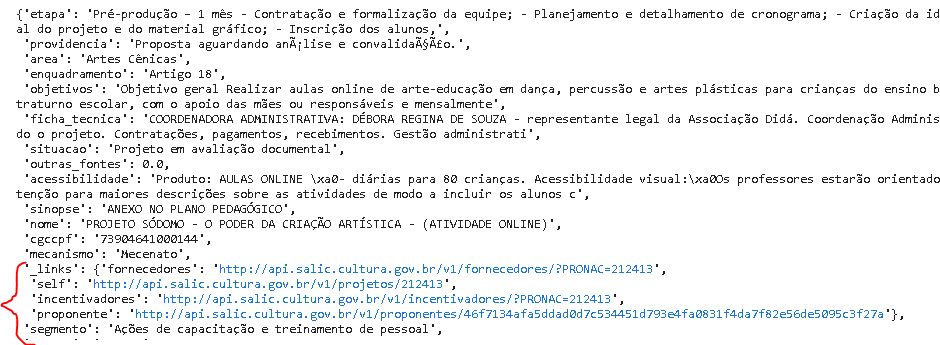 {'etapa': 'Pré-produção – 1 mês - Contratação e formalização da equipe; - Planejamento e detalhamento de cronograma; - Criação da id
al do projeto e do material gráfico; - Inscrição dos alunos,',
'providencia': 'Proposta aguardando anÃ¡lise e convalidaÃ§Ã£o.',
'area': 'Artes Cênicas',
'enquadramento': 'Artigo 18',
'objetivos': 'Objetivo geral Realizar aulas online de arte-educação em dança, percussão e artes plásticas para crianças do ensino b
traturno escolar, com o apoio das mães ou responsáveis e mensalmente',
'ficha_tecnica': 'COORDENADORA ADMINISTRATIVA: DÉBORA REGINA DE SOUZA - representante legal da Associação Didá. Coordenação Adminis
do o projeto. Contratações, pagamentos, recebimentos. Gestão administrati',
'situacao': 'Projeto em avaliação documental',
'outras_fontes': 0.0,
'acessibilidade': 'Produto: AULAS ONLINE \xa0- diárias para 80 crianças. Acessibilidade visual:\xa0Os professores estarão orientado
tenção para maiores descrições sobre as atividades de modo a incluir os alunos c',
'sinopse': 'ANEXO NO PLANO PEDAGÓGICO',
'nome': 'PROJETO SÓDOMO - O PODER DA CRIAÇÃO ARTÍSTICA - (ATIVIDADE ONLINE)',
'cgccpf': '73904641000144',
'mecanismo': 'Mecenato',
'_links': {'fornecedores': 'http://api.salic.cultura.gov.br/v1/fornecedores/?PRONAC=212413',
'self': 'http://api.salic.cultura.gov.br/v1/projetos/212413',
'incentivadores': 'http://api.salic.cultura.gov.br/v1/incentivadores/?PRONAC=212413',
'proponente': 'http://api.salic.cultura.gov.br/v1/proponentes/46f7134afa5ddad0d7c534451d793e4fa0831f4da7f82e56de5095c3f27a'},
'segmento': 'Ações de capacitação e treinamento de pessoal',